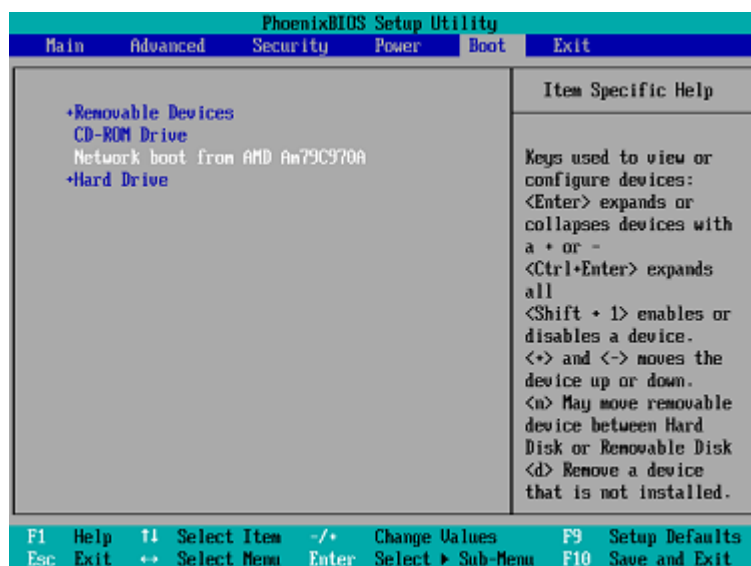 PhoenixBIOS Setup Utility
Main Advanced Security Power Boot Exit
+Removable Devices
CD-ROM Drive
Network boot from AMD Am79C970A
+Hard Drive
Item Specific Help
Keys used to view or
configure devices:
<Enter> expands or
collapses devices with
a + or -
<Ctrl+Enter> expands
all
<Shift + 1> enables or
disables a device.
<+> and <-> moves the
device up or down.
<n> May move removable
device between Hard
Disk or Removable Disk
<d> Remove a device
that is not installed.
F1 Help ↑↓ Select Item -/+ Change Values F9 Setup Defaults
Esc Exit ↔ Select Menu Enter Select ▶ Sub-Menu F10 Save and Exit